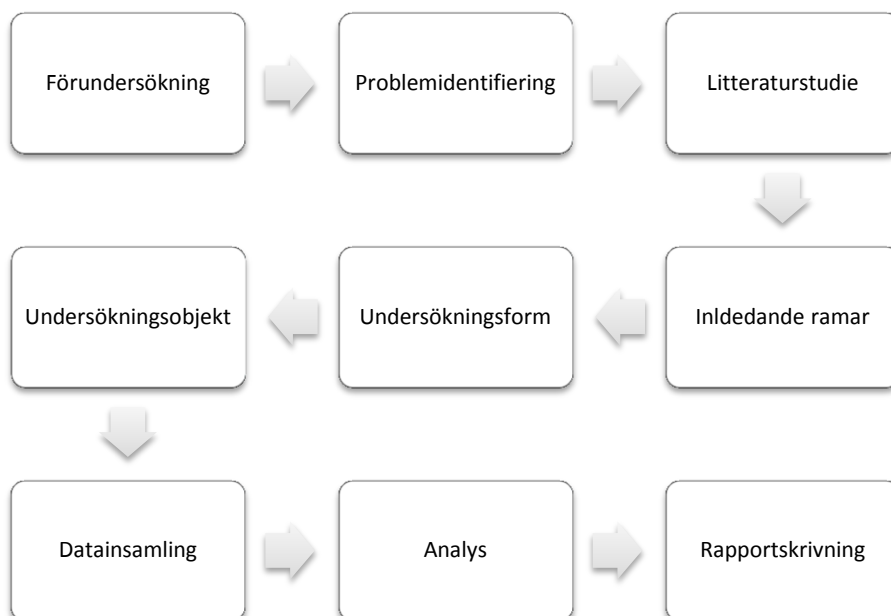 Förundersökning
Problemidentifiering
Litteraturstudie
Inldedande ramar
Undersökningsform
Undersökningsobjekt
Datainsamling
Analys
Rapportskrivning